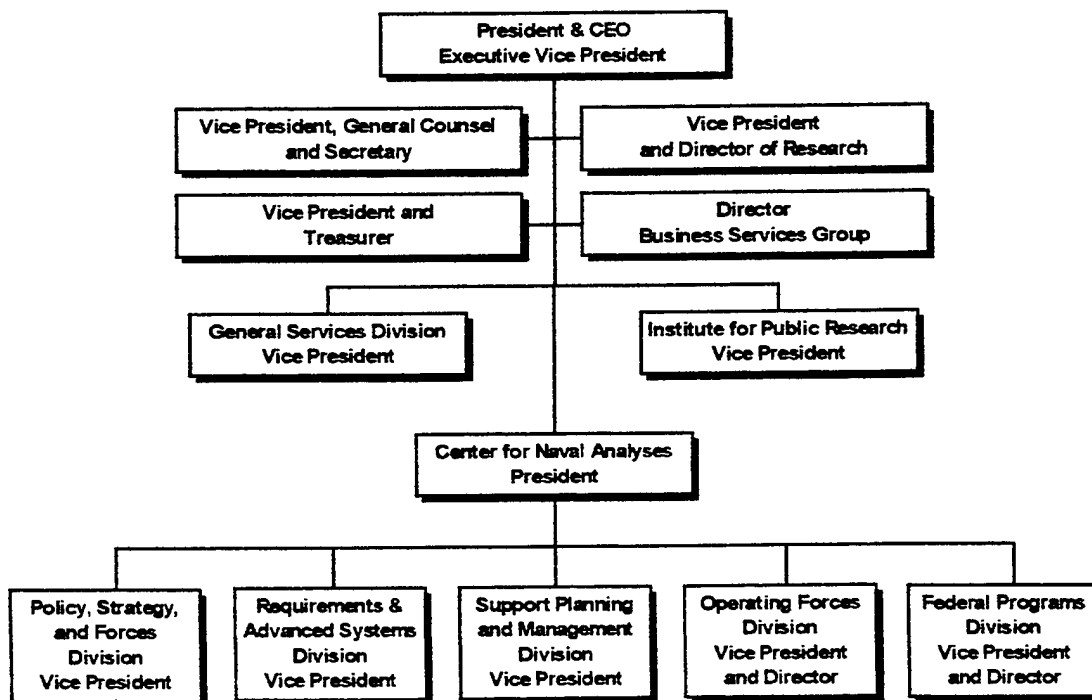 President & CEO
Executive Vice President
Vice President, General Counsel
and Secretary
Vice President
and Director of Research
Vice President and
Treasurer
Director
Business Services Group
General Services Division
Vice President
Institute for Public Research
Vice President
Center for Naval Analyses
President
Policy, Strategy,
and Forces
Division
Vice President
Requirements &
Advanced Systems
Division
Vice President
Support Planning
and Management
Division
Vice President
Operating Forces
Division
Vice President
and Director
Federal Programs
Division
Vice President
and Director